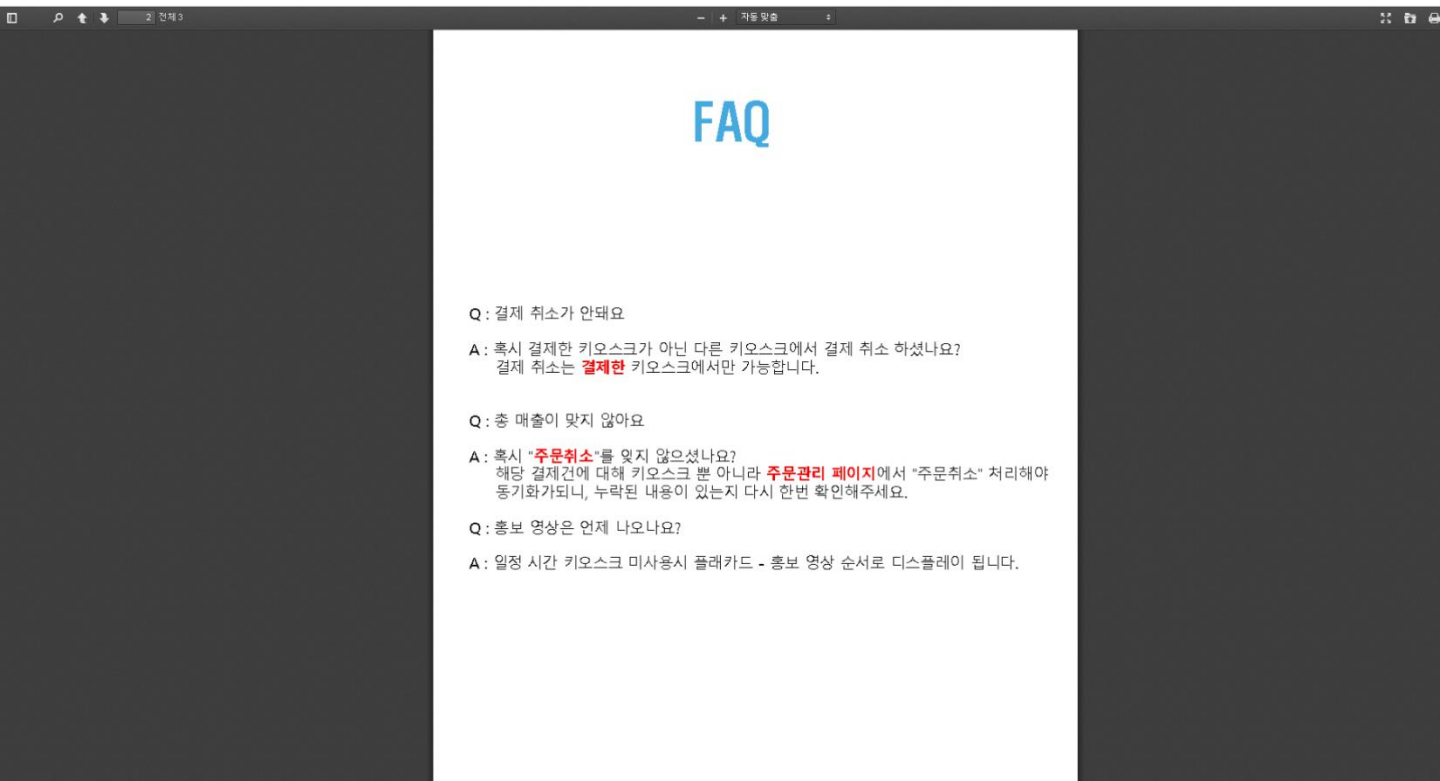 2 전체 3
자동 맞춤
FAQ
Q : 결제 취소가 안돼요
A : 혹시 결제한 키오스크가 아닌 다른 키오스크에서 결제 취소 하셨나요?
결제 취소는 결제한 키오스크에서만 가능합니다.
Q : 총 매출이 맞지 않아요
A : 혹시 "주문취소"를 잊지 않으셨나요?
해당 결제건에 대해 키오스크 뿐 아니라 주문관리 페이지에서 "주문취소" 처리해야
동기화가되니, 누락된 내용이 있는지 다시 한번 확인해주세요.
Q : 홍보 영상은 언제 나오나요?
A : 일정 시간 키오스크 미사용시 플래카드 - 홍보 영상 순서로 디스플레이 됩니다.